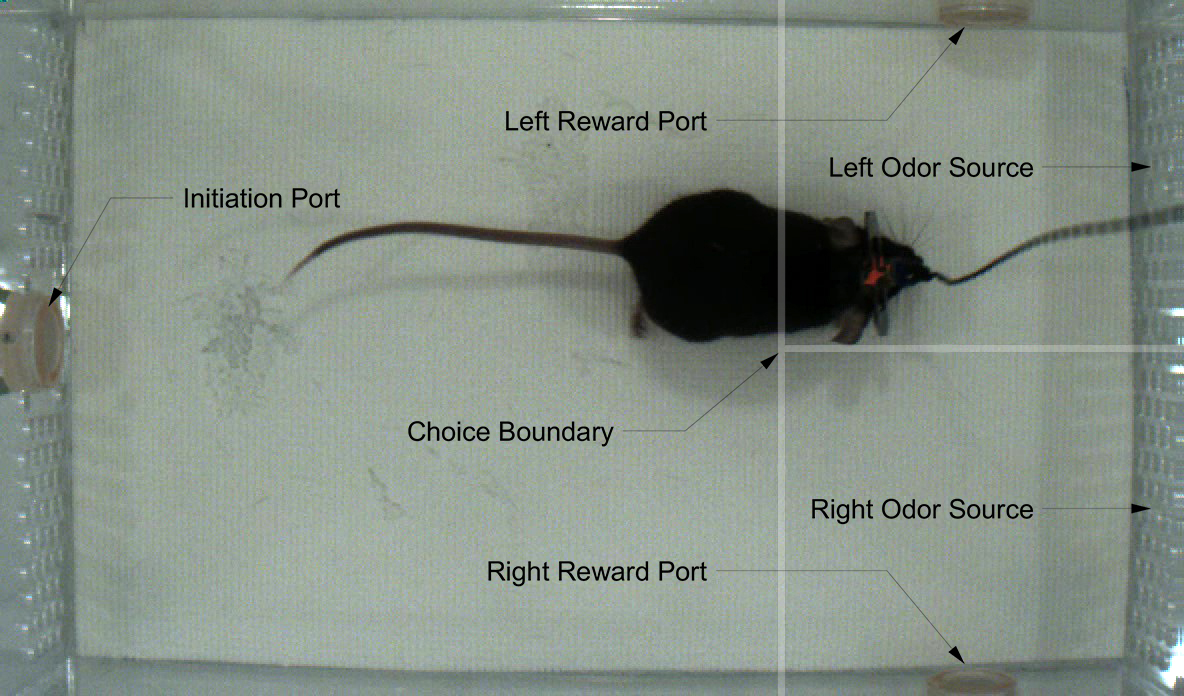 Left Reward Port
Left Odor Source
Initiation Port
Choice Boundary
Right Odor Source
Right Reward Port